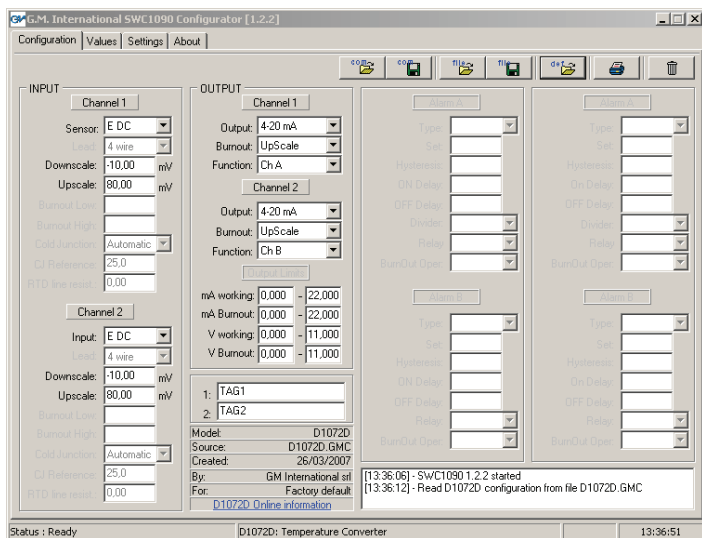 G.M. International SWC1090 Configurator [1.2.2]
Configuration Values Settings About
com com file file def
INPUT
Channel 1
Sensor: E DC
Lead: 4 wire
Downscale: -10,00 mV
Upscale: 80,00 mV
Burnout Low:
Burnout High:
Cold Junction: Automatic
CJ Reference: 25,0
RTD line resist.: 0,00
Channel 2
Input: E DC
Lead: 4 wire
Downscale: -10,00 mV
Upscale: 80,00 mV
Burnout Low:
Burnout High:
Cold Junction: Automatic
CJ Reference: 25,0
RTD line resist.: 0,00
OUTPUT
Channel 1
Output: 4-20 mA
Burnout: UpScale
Function: Ch A
Channel 2
Output: 4-20 mA
Burnout: UpScale
Function: Ch B
Output Limits
mA working: 0,000 - 22,000
mA Burnout: 0,000 - 22,000
V working: 0,000 - 11,000
V Burnout: 0,000 - 11,000
1: TAG1
2: TAG2
Model: D1072D
Source: D1072D.GMC
Created: 26/03/2007
By: GM International srl
For: Factory default
D1072D Online information
Alarm A
Type:
Set:
Hysteresis:
ON Delay:
OFF Delay:
Divider:
Relay
BurnOut Oper.
Alarm B
Type:
Set:
Hysteresis:
ON Delay:
OFF Delay:
Relay:
BurnOut Oper.
Alarm A
Type:
Set:
Hysteresis:
On Delay:
OFF Delay:
Divider:
Relay
BurnOut Oper.
Alarm B
Type:
Set:
Hysteresis:
On Delay:
OFF Delay:
Relay:
BurnOut Oper.
[13:36:06] - SWC1090 1.2.2 started
[13:36:12] - Read D1072D configuration from file D1072D.GMC
Status : Ready
D1072D: Temperature Converter
13:36:51